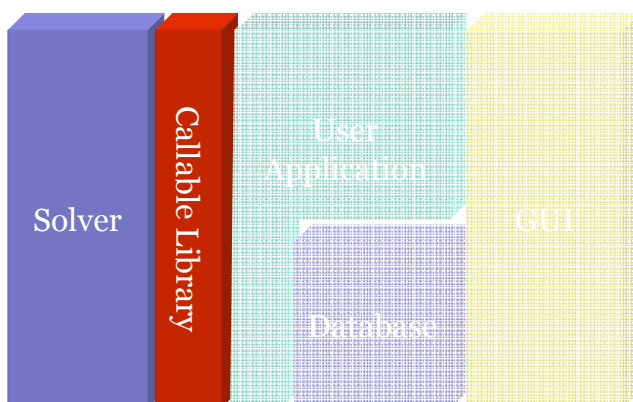 Solver
Callable Library
User
Application
Database
GUI